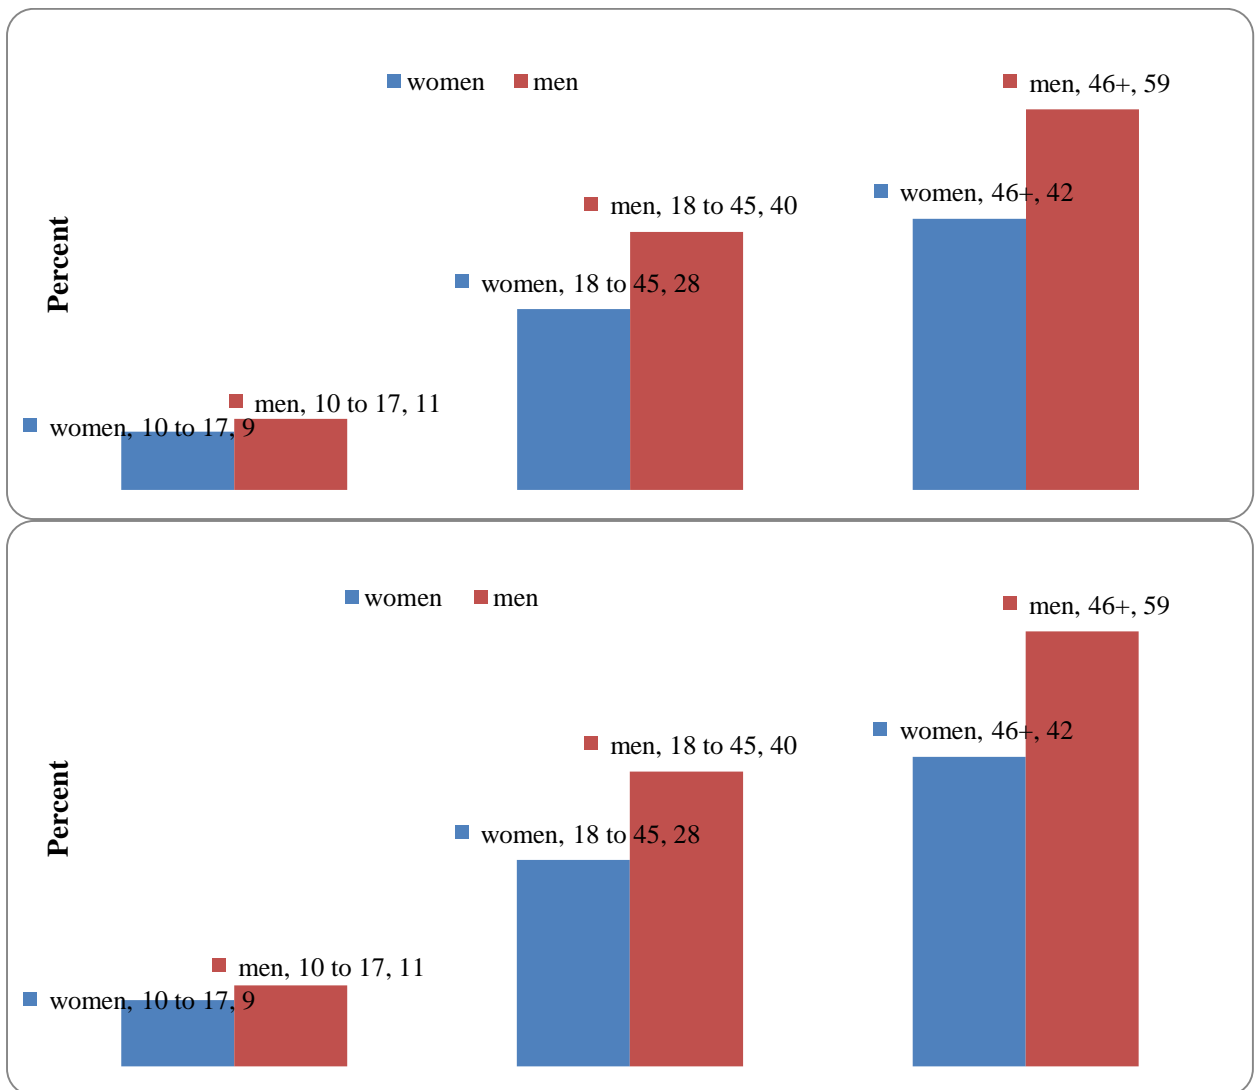 women men
men, 46+, 59
women, 46+, 42
men, 18 to 45, 40
Percent
women, 18 to 45, 28
men, 10 to 17, 11
women, 10 to 17, 9
women men
men, 46+, 59
women, 46+, 42
men, 18 to 45, 40
Percent
women, 18 to 45, 28
men, 10 to 17, 11
women, 10 to 17, 9